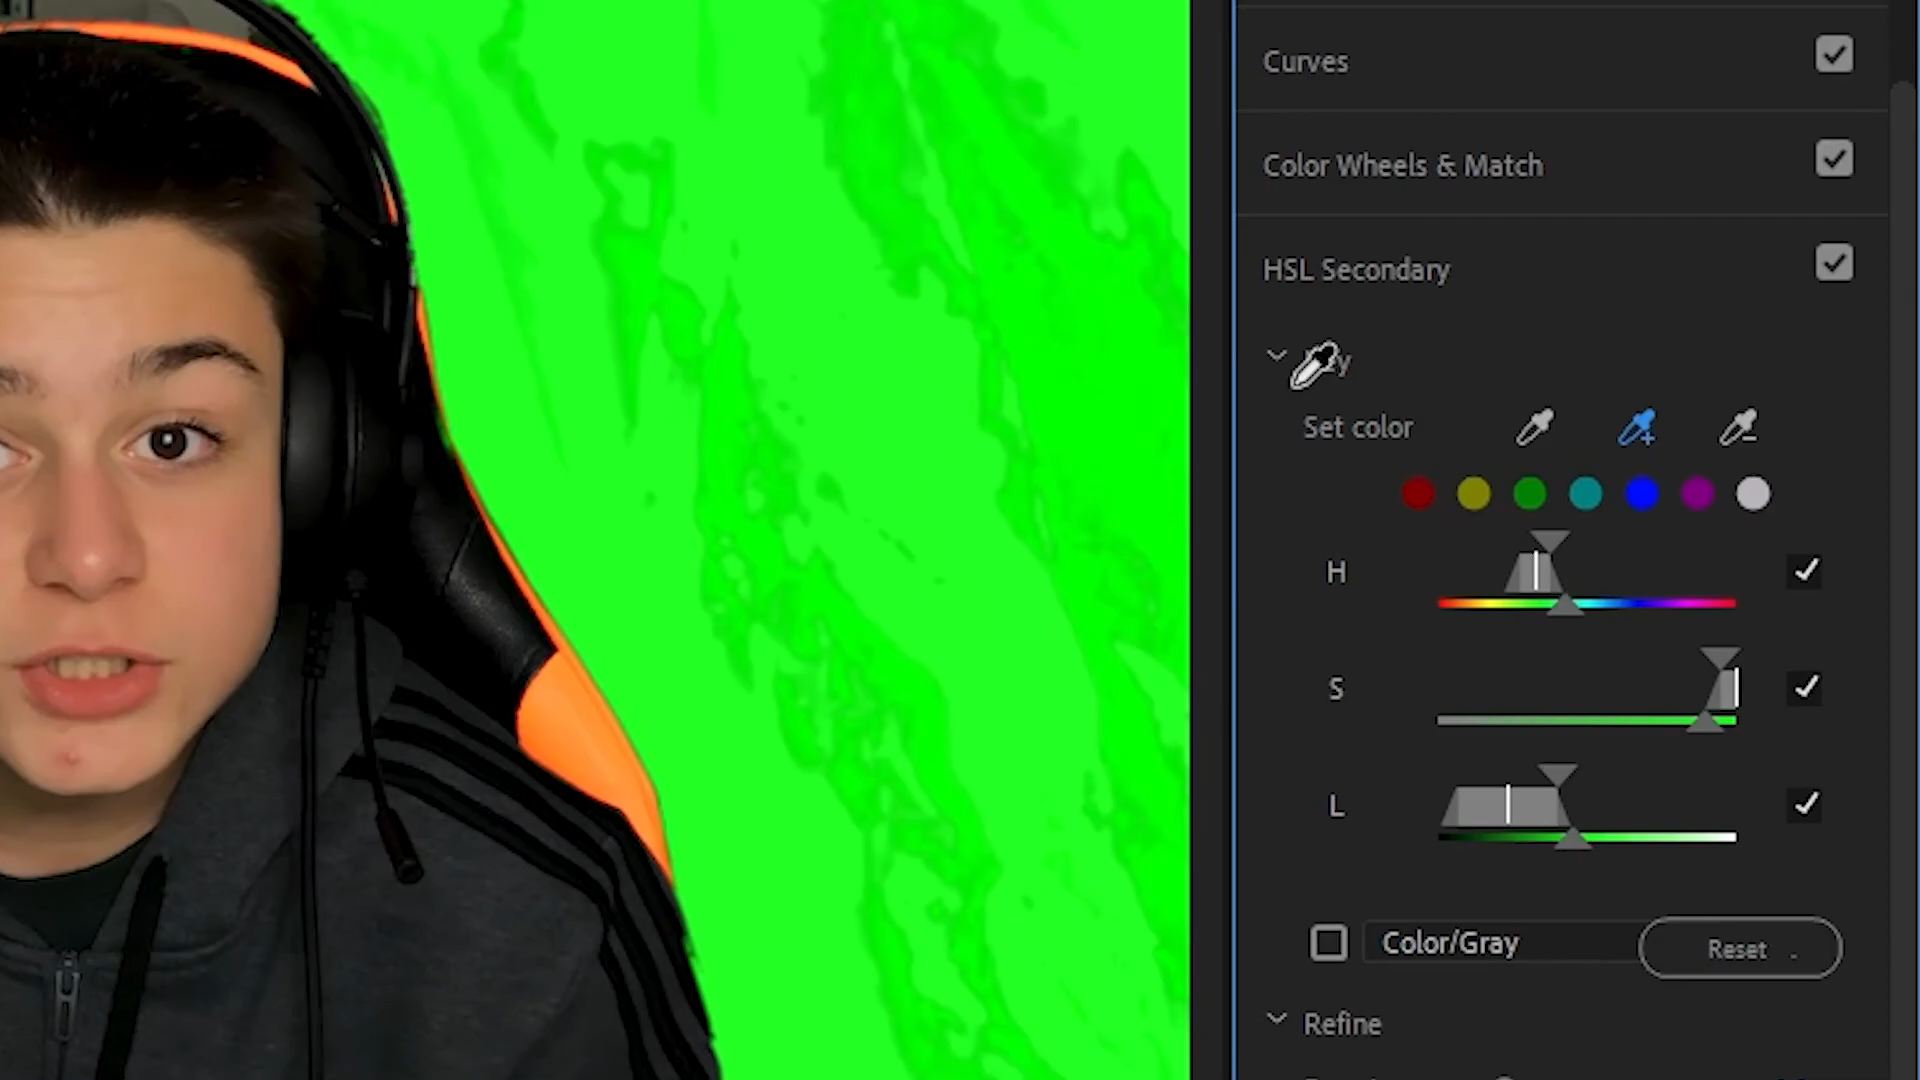 Curves
Color Wheels & Match
HSL Secondary
Set color
H
S
L
Color/Gray
Reset
Refine